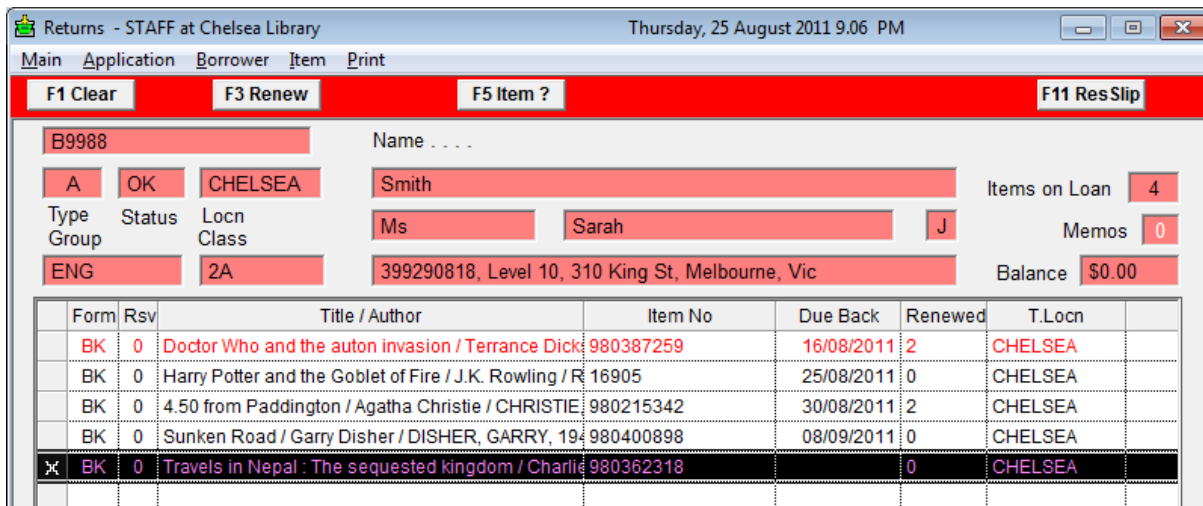 Returns - STAFF at Chelsea Library Thursday, 25 August 2011 9.06 PM
Main Application Borrower Item Print
F1 Clear F3 Renew F5 Item ? F11 ResSlip
B9988 Name . . . .
A OK CHELSEA Smith Items on Loan 4
Type Status Locn
Group Class
Ms Sarah J Memos 0
ENG 2A 399290818, Level 10, 310 King St, Melbourne, Vic Balance $0.00
Form Rsv Title / Author Item No Due Back Renewed T.Locn
BK 0 Doctor Who and the auton invasion / Terrance Dick 980387259 16/08/2011 2 CHELSEA
BK 0 Harry Potter and the Goblet of Fire / J.K. Rowling / R 16905 25/08/2011 0 CHELSEA
BK 0 4.50 from Paddington / Agatha Christie / CHRISTIE, 980215342 30/08/2011 2 CHELSEA
BK 0 Sunken Road / Garry Disher / DISHER, GARRY, 194 980400898 08/09/2011 0 CHELSEA
BK 0 Travels in Nepal : The sequested kingdom / Charlie 980362318 0 CHELSEA